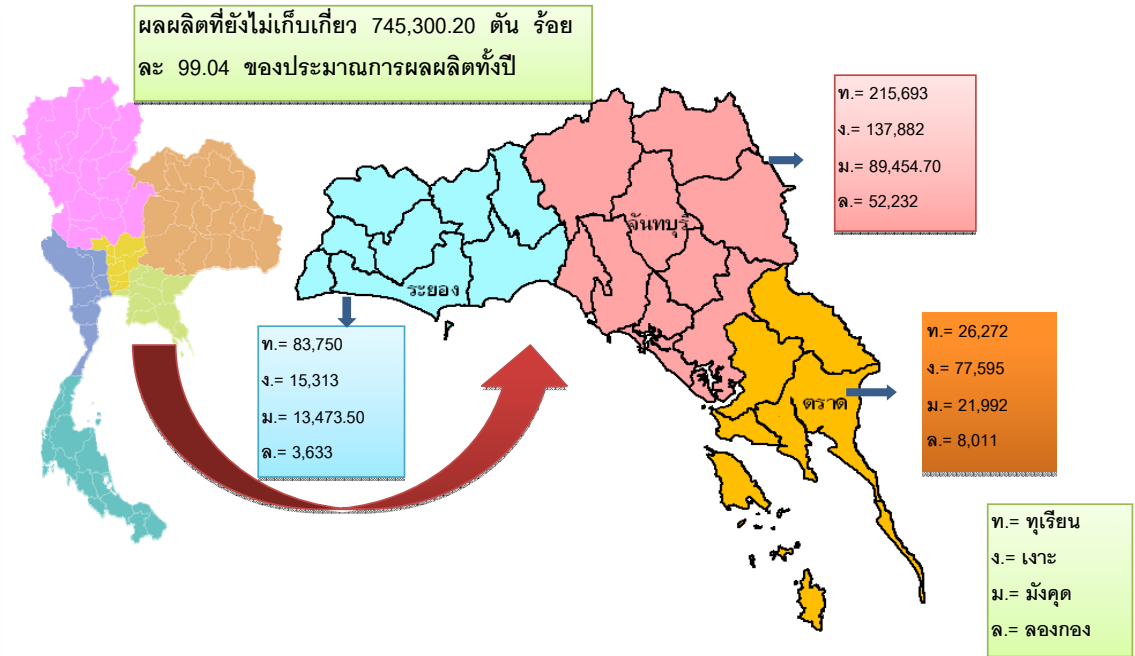 ผลผลิตที่ยังไม่เก็บเกี่ยว 745,300.20 ตัน ร้อย
ละ 99.04 ของประมาณการผลผลิตทั้งปี
ท.= 215,693
ง.= 137,882
ม.= 89,454.70
ล.= 52,232
จันทบุรี
ระยอง
ท.= 83,750
ง.= 15,313
ม.= 13,473.50
ล.= 3,633
ท.= 26,272
ง.= 77,595
ม.= 21,992
ล.= 8,011
ตราด
ท.= ทุเรียน
ง.= เงาะ
ม.= มังคุด
ล.= ลองกอง